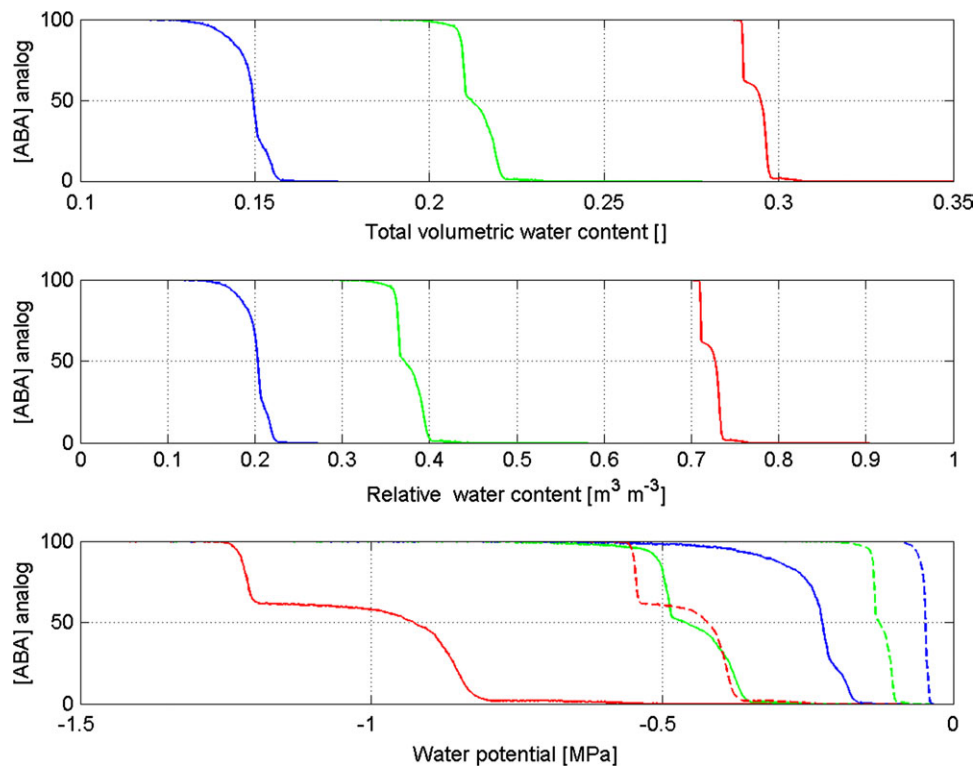 100
[ABA] analog
50
0
0.1 0.15 0.2 0.25 0.3 0.35
Total volumetric water content []
100
[ABA] analog
50
0
0 0.1 0.2 0.3 0.4 0.5 0.6 0.7 0.8 0.9 1
Relative water content [m³ m⁻³]
100
[ABA] analog
50
0
-1.5 -1 -0.5 0
Water potential [MPa]